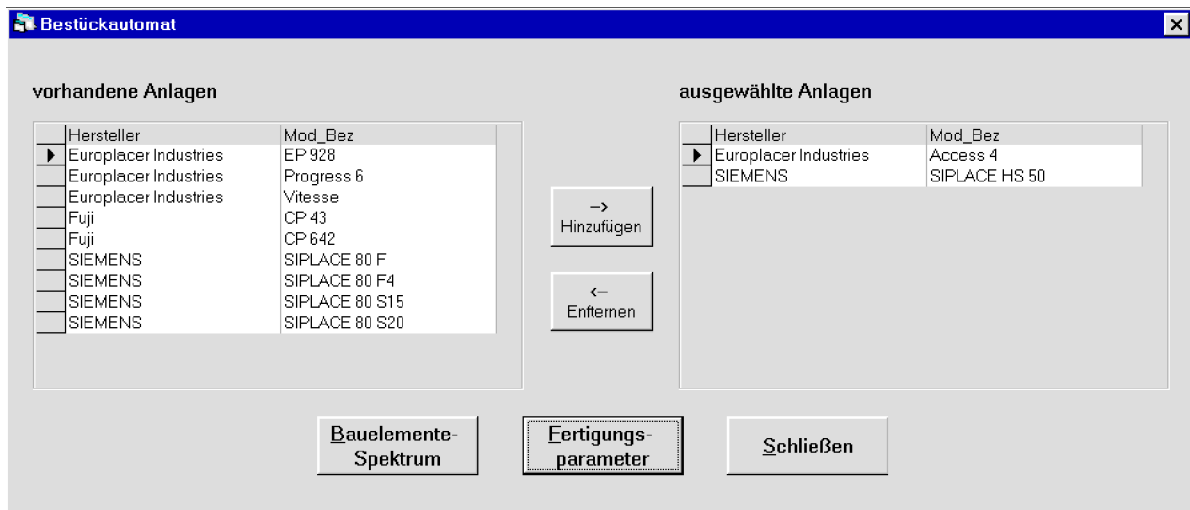 Bestückautomat
vorhandene Anlagen
Hersteller Mod_Bez
Europlacer Industries EP 928
Europlacer Industries Progress 6
Europlacer Industries Vitesse
Fuji CP 43
Fuji CP 642
SIEMENS SIPLACE 80 F
SIEMENS SIPLACE 80 F4
SIEMENS SIPLACE 80 S15
SIEMENS SIPLACE 80 S20
-->
Hinzufügen
<--
Enfternen
ausgewählte Anlagen
Hersteller Mod_Bez
Europlacer Industries Access 4
SIEMENS SIPLACE HS 50
Bauelemente-
Spektrum
Fertigungs-
parameter
Schließen